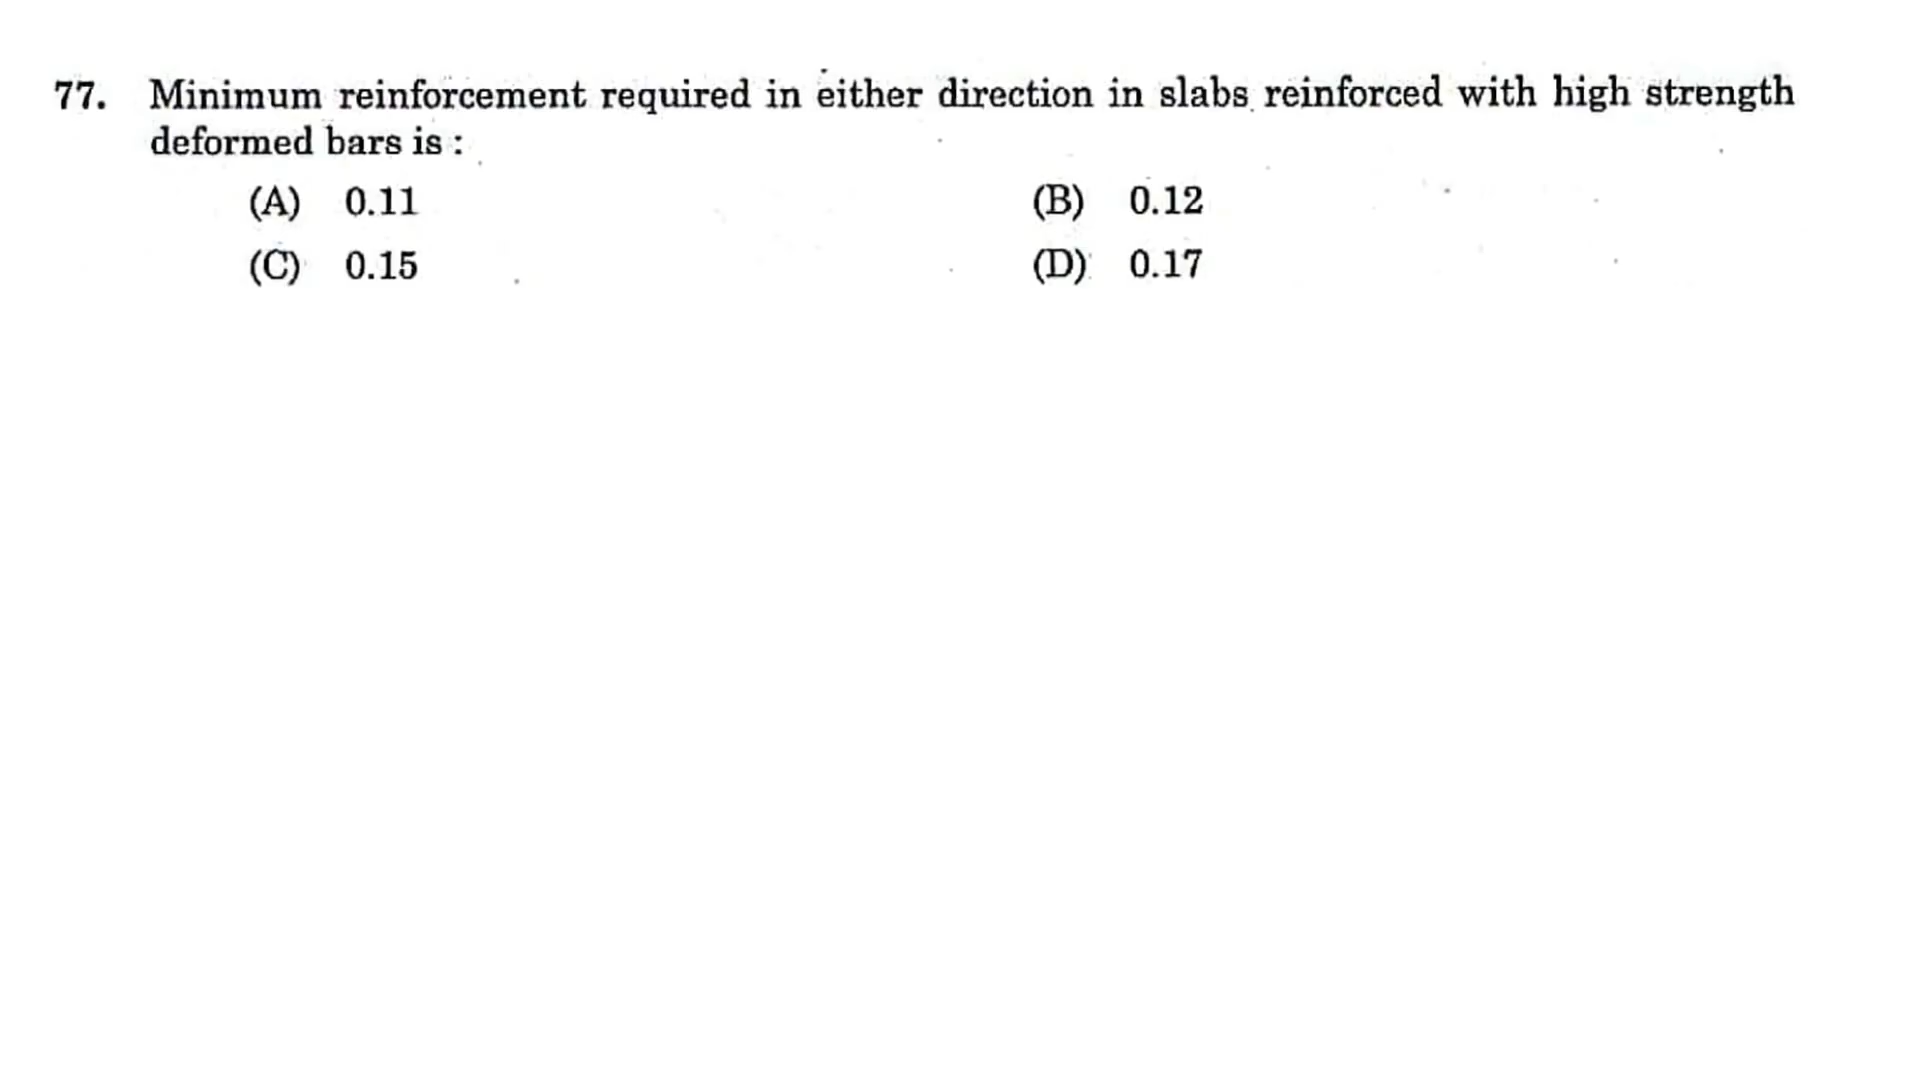 77. Minimum reinforcement required in either direction in slabs reinforced with high strength
deformed bars is :
(A) 0.11 (B) 0.12
(C) 0.15 (D) 0.17